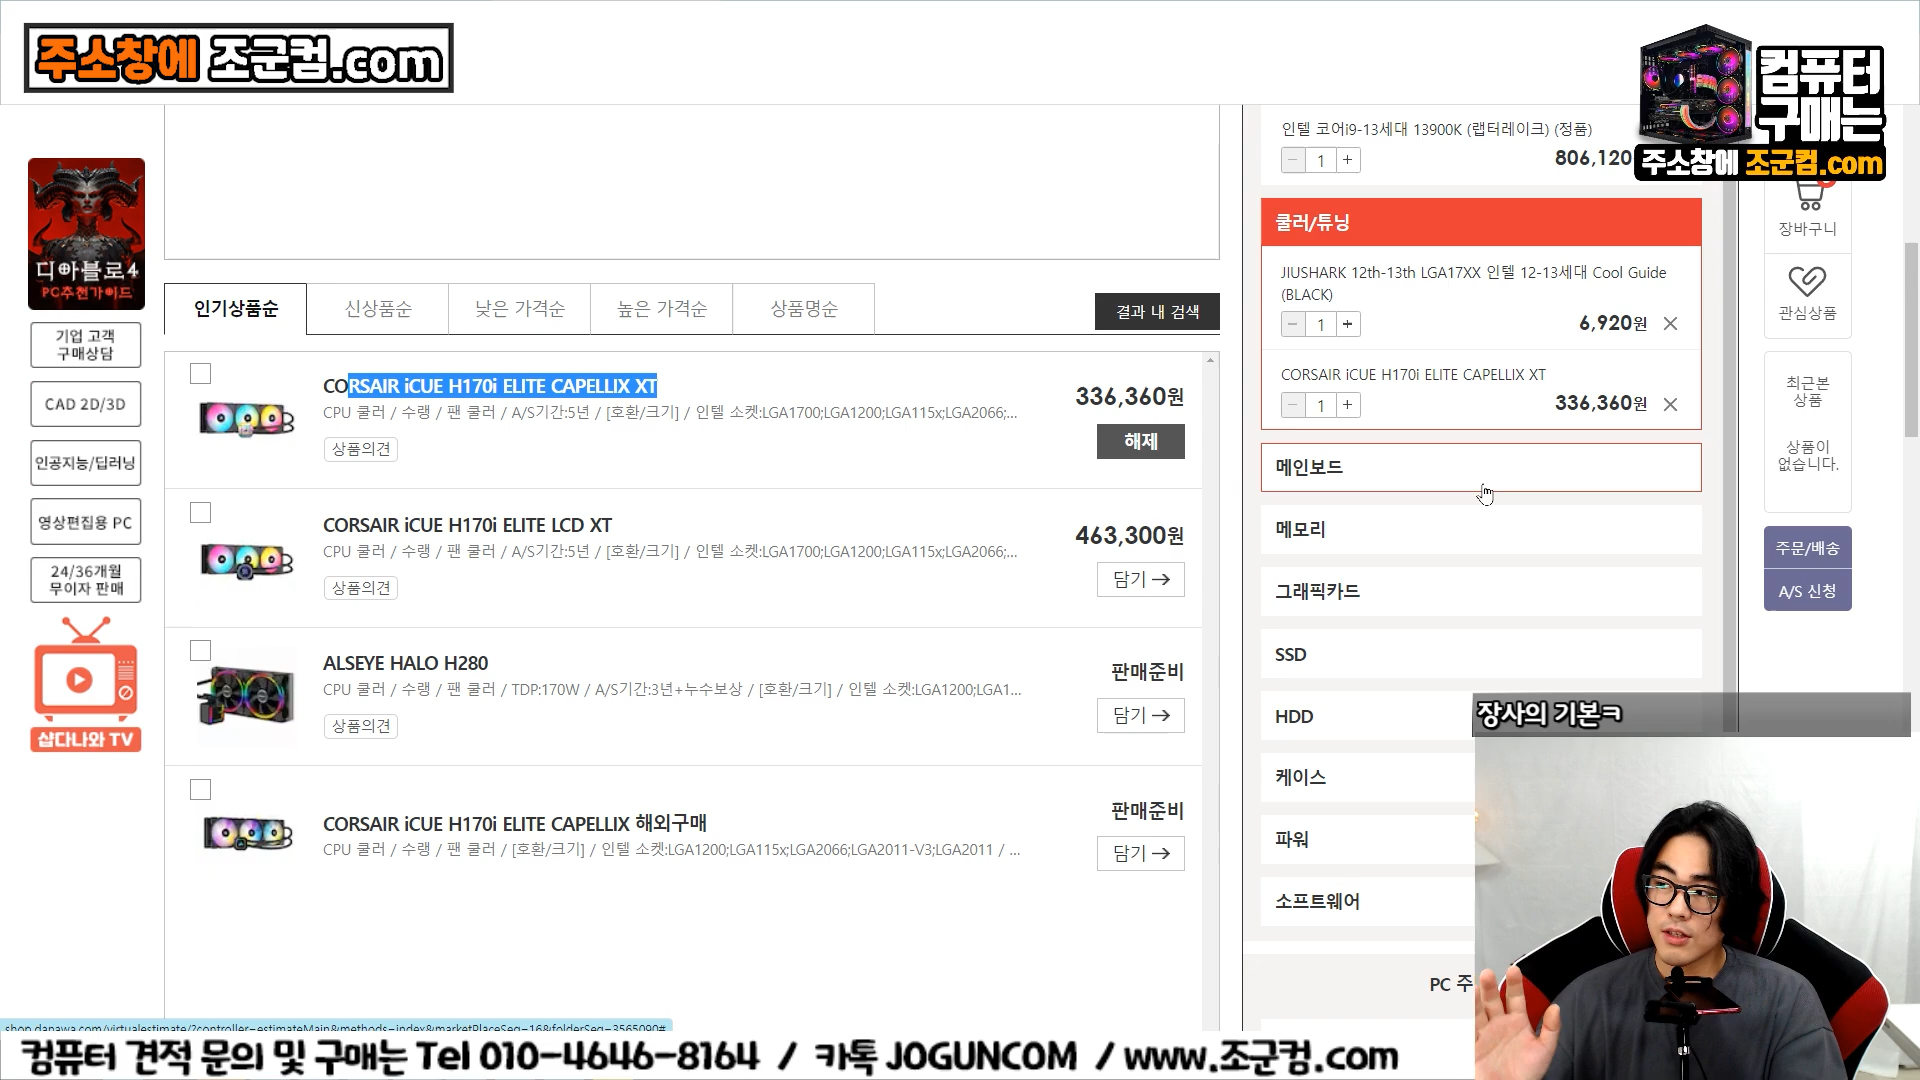 주소창에 조군컴.com
컴퓨터
구매는
주소창에 조군컴.com
디아블로4
PC추천가이드
기업 고객
구매상담
CAD 2D/3D
인공지능/딥러닝
영상편집용 PC
24/36개월
무이자 판매
샵다나와 TV
인기상품순
신상품순
낮은 가격순
높은 가격순
상품명순
결과 내 검색
CORSAIR iCUE H170i ELITE CAPELLIX XT
CPU 쿨러 / 수랭 / 팬 쿨러 / A/S기간:5년 / [호환/크기] / 인텔 소켓:LGA1700;LGA1200;LGA115x;LGA2066;...
상품의견
336,360원
해제
CORSAIR iCUE H170i ELITE LCD XT
CPU 쿨러 / 수랭 / 팬 쿨러 / A/S기간:5년 / [호환/크기] / 인텔 소켓:LGA1700;LGA1200;LGA115x;LGA2066;...
상품의견
463,300원
담기 →
ALSEYE HALO H280
CPU 쿨러 / 수랭 / 팬 쿨러 / TDP:170W / A/S기간:3년+누수보상 / [호환/크기] / 인텔 소켓:LGA1200;LGA1...
상품의견
판매준비
담기 →
CORSAIR iCUE H170i ELITE CAPELLIX 해외구매
CPU 쿨러 / 수랭 / 팬 쿨러 / [호환/크기] / 인텔 소켓:LGA1200;LGA115x;LGA2066;LGA2011-V3;LGA2011 / ...
판매준비
담기 →
인텔 코어i9-13세대 13900K (랩터레이크) (정품)
− 1 +
806,120
쿨러/튜닝
JIUSHARK 12th-13th LGA17XX 인텔 12-13세대 Cool Guide
(BLACK)
− 1 +
6,920원
CORSAIR iCUE H170i ELITE CAPELLIX XT
− 1 +
336,360원
메인보드
메모리
그래픽카드
SSD
HDD
케이스
파워
소프트웨어
PC 주
장바구니
관심상품
최근본
상품
상품이
없습니다.
주문/배송
A/S 신청
장사의 기본ㅋ
shop.danawa.com/virtualestimate/?controller=estimateMain&methods=index&marketPlaceSeq=16&folderSeq=3565090#
컴퓨터 견적 문의 및 구매는 Tel 010-4646-8164 / 카톡 JOGUNCOM / www.조군컴.com